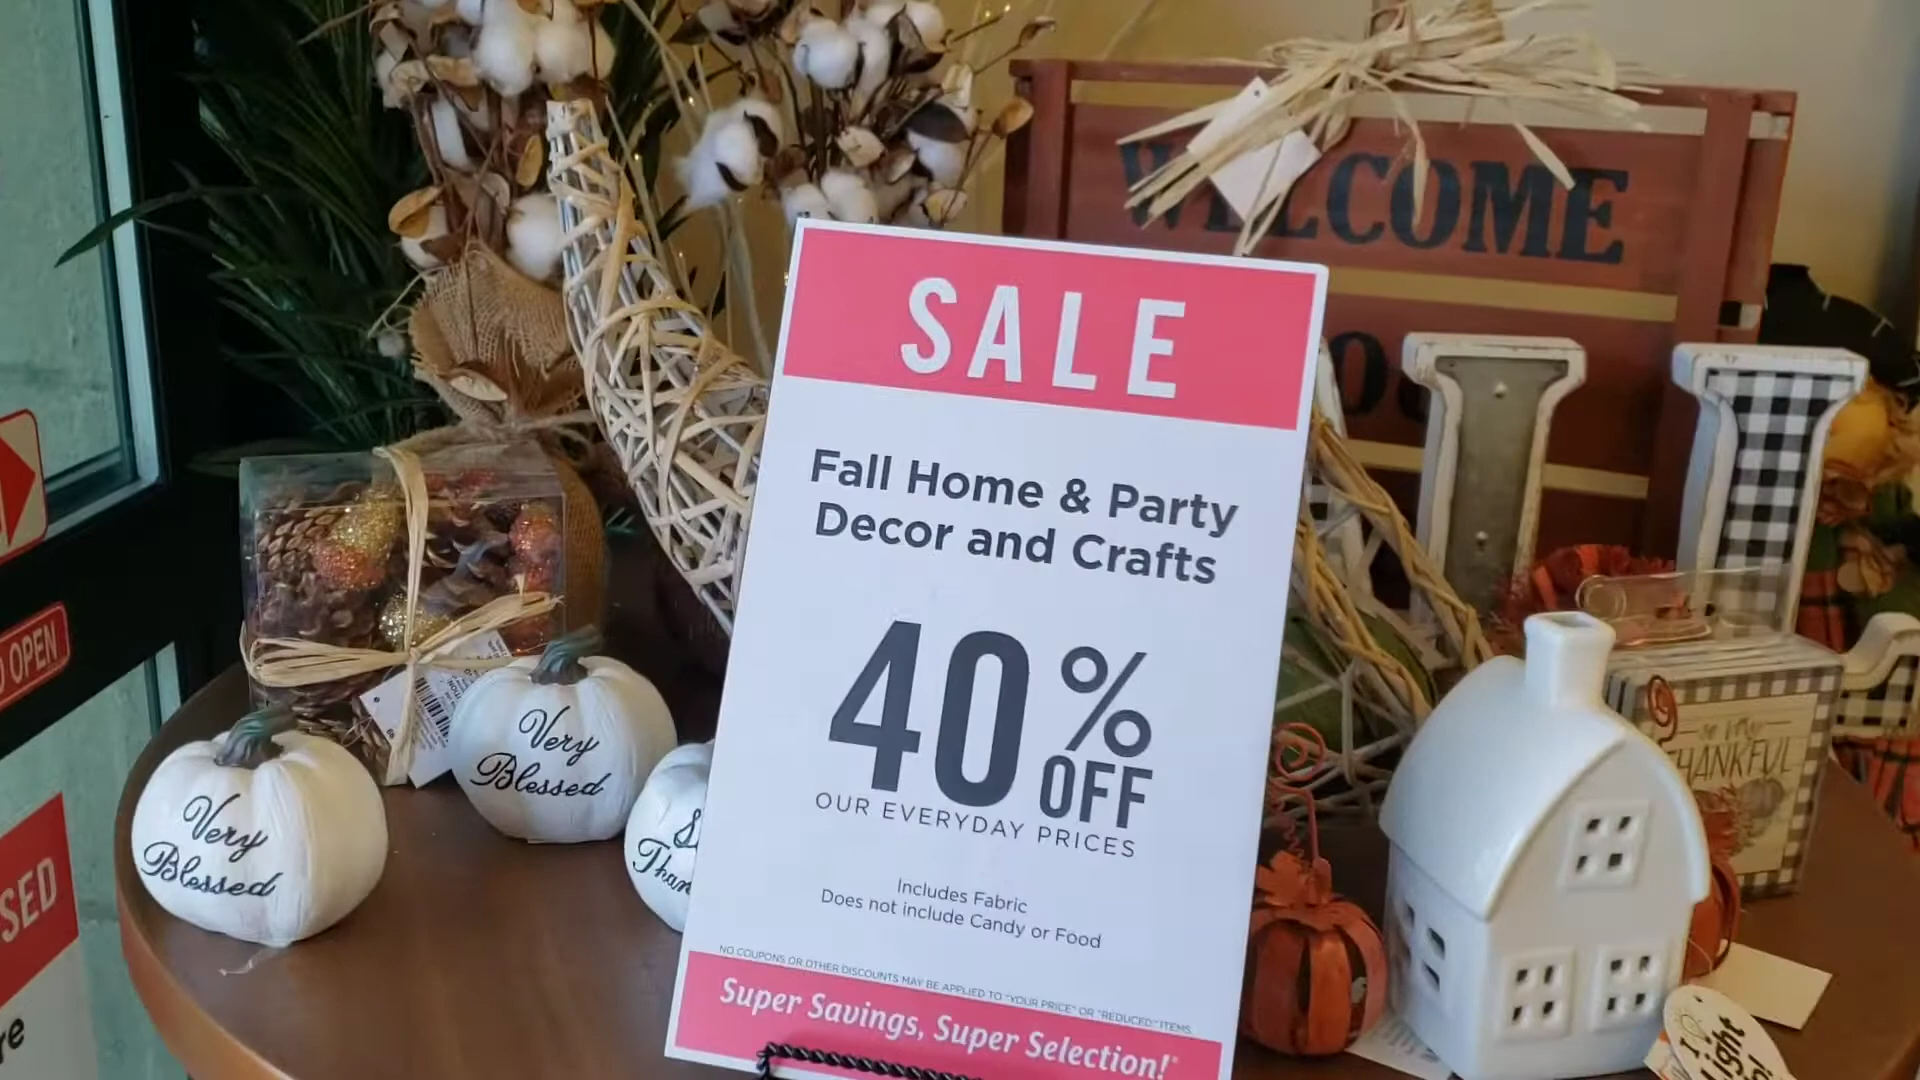 WELCOME
SALE
Fall Home & Party
Decor and Crafts
40%
OFF
OUR EVERYDAY PRICES
Includes Fabric
Does not include Candy or Food
NO COUPONS OR OTHER DISCOUNTS MAY BE APPLIED TO "YOUR PRICE" OR "REDUCED" ITEMS.
Super Savings, Super Selection!
Very
Blessed
Very
Blessed
THANKFUL
OPEN